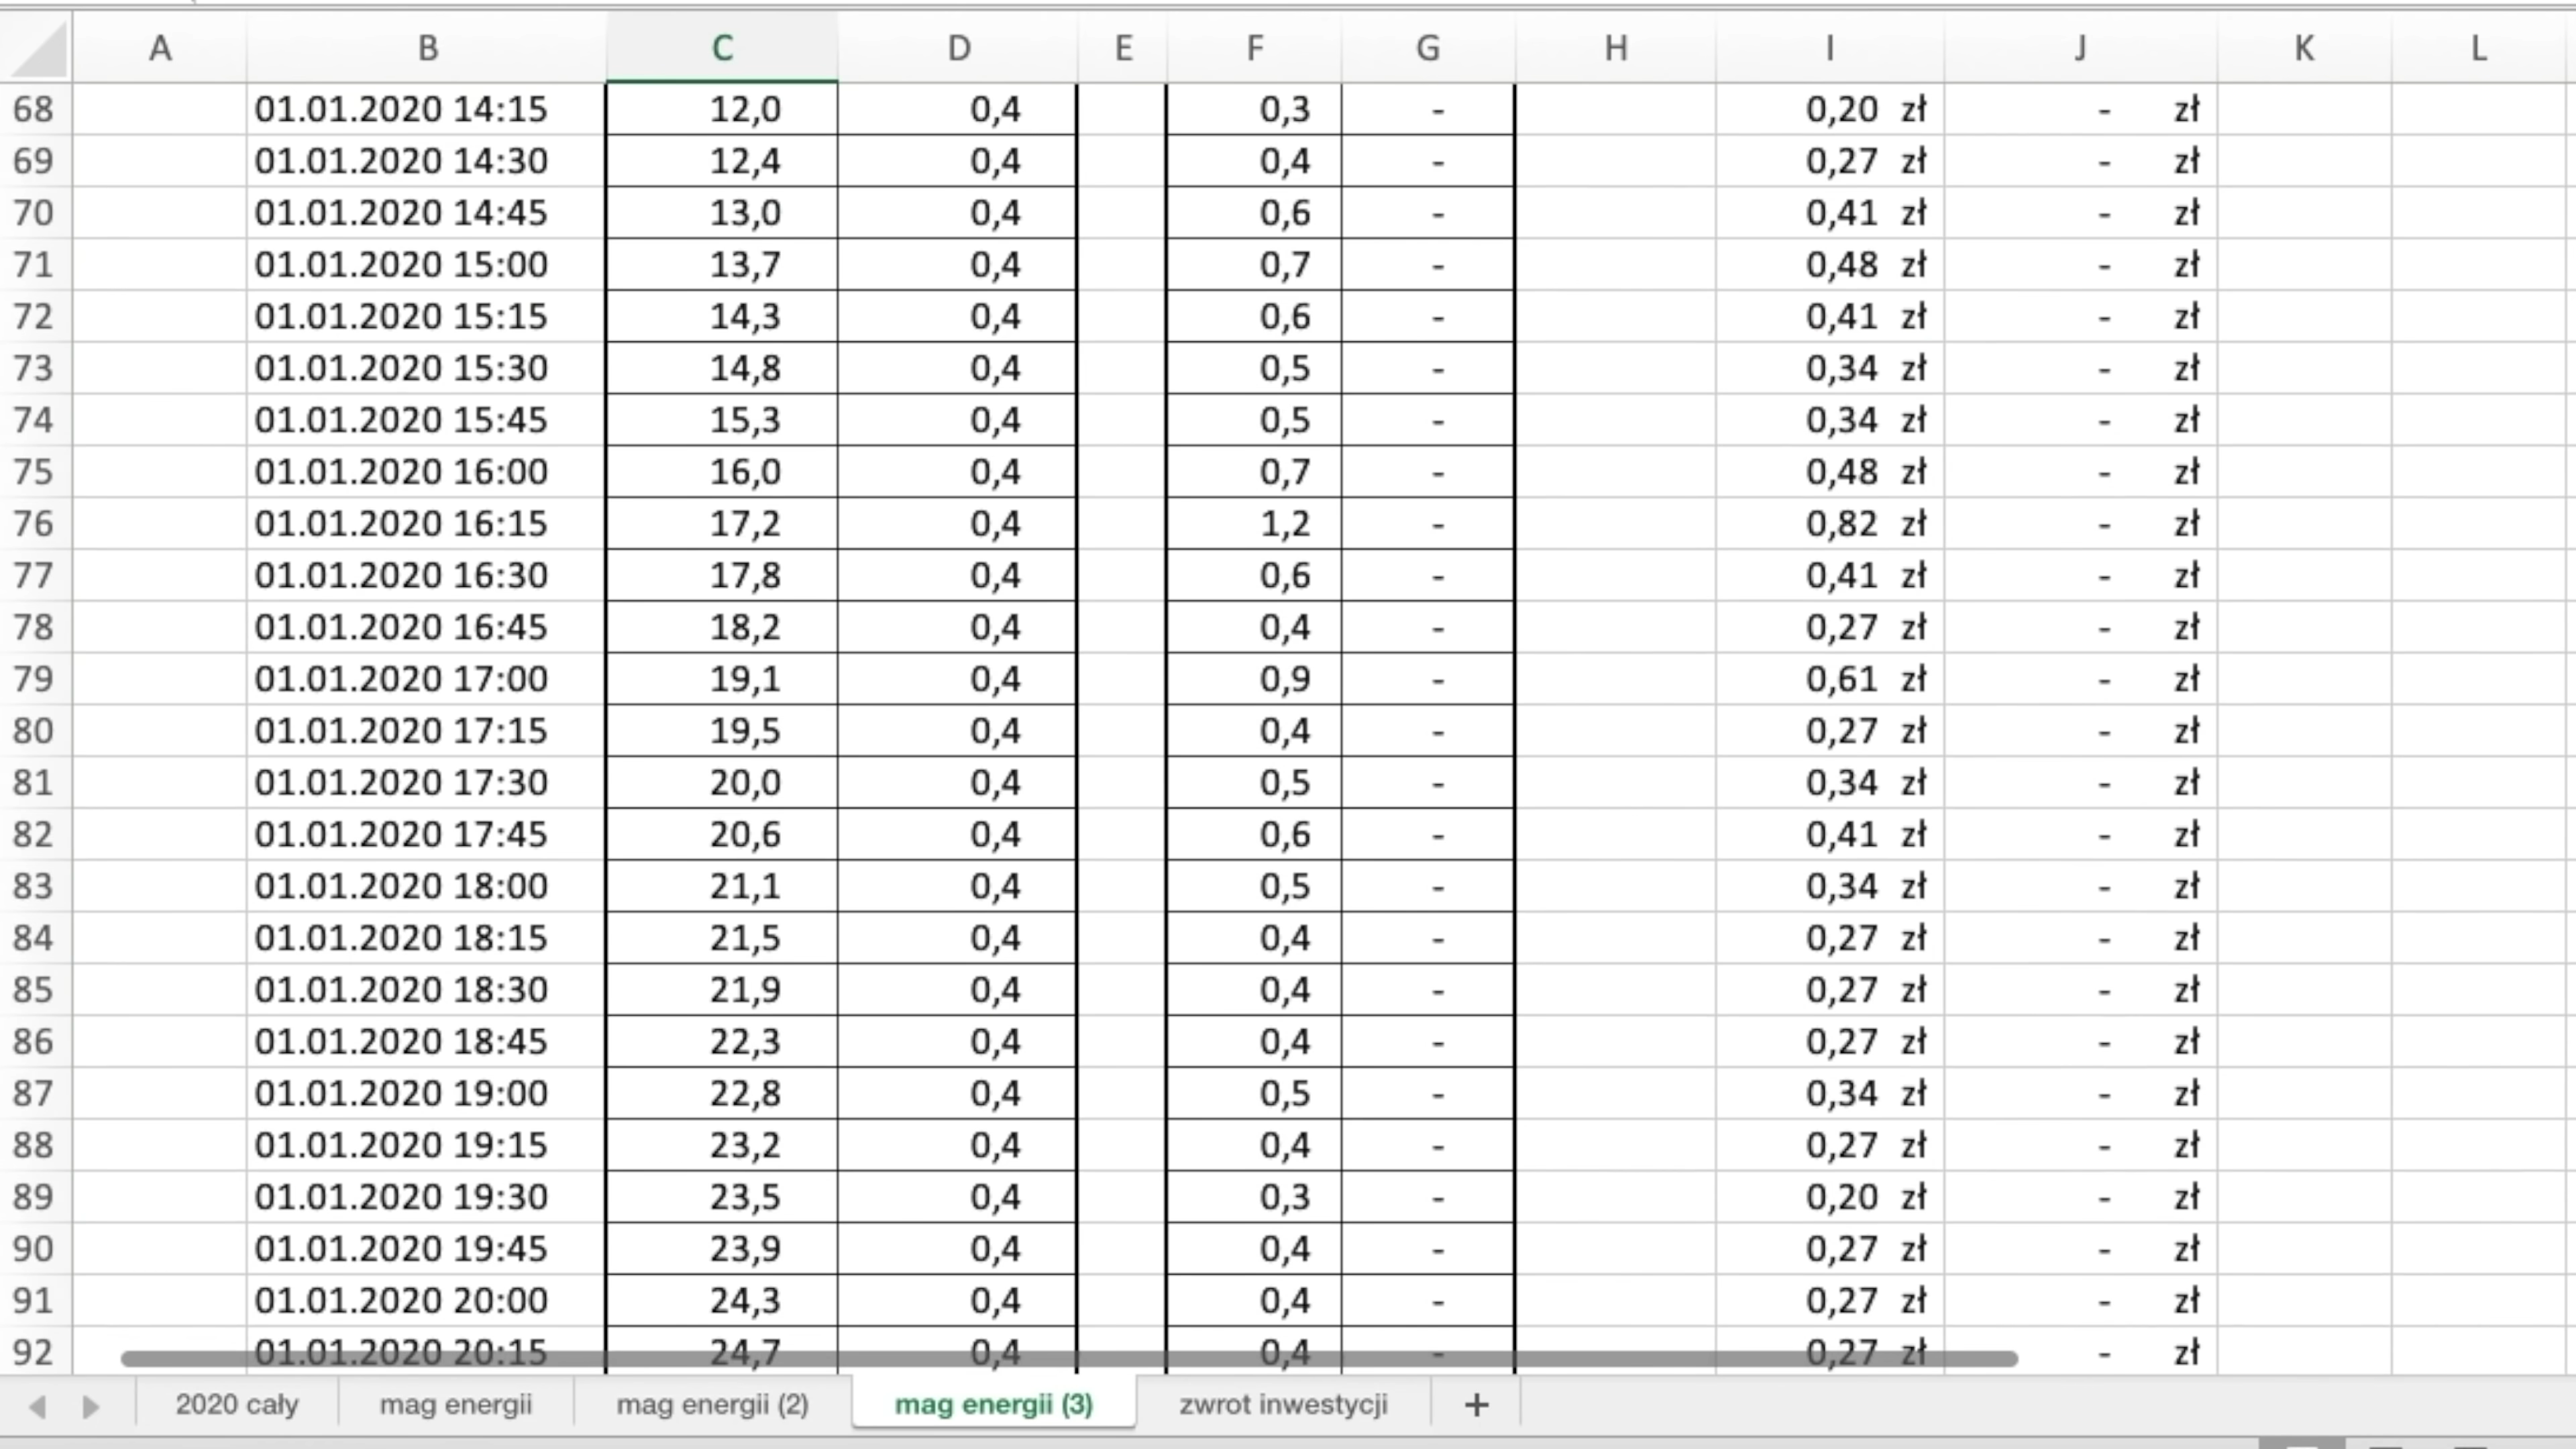 A B C D E F G H I J K L
68 01.01.2020 14:15 12,0 0,4 0,3 - 0,20 zł - zł
69 01.01.2020 14:30 12,4 0,4 0,4 - 0,27 zł - zł
70 01.01.2020 14:45 13,0 0,4 0,6 - 0,41 zł - zł
71 01.01.2020 15:00 13,7 0,4 0,7 - 0,48 zł - zł
72 01.01.2020 15:15 14,3 0,4 0,6 - 0,41 zł - zł
73 01.01.2020 15:30 14,8 0,4 0,5 - 0,34 zł - zł
74 01.01.2020 15:45 15,3 0,4 0,5 - 0,34 zł - zł
75 01.01.2020 16:00 16,0 0,4 0,7 - 0,48 zł - zł
76 01.01.2020 16:15 17,2 0,4 1,2 - 0,82 zł - zł
77 01.01.2020 16:30 17,8 0,4 0,6 - 0,41 zł - zł
78 01.01.2020 16:45 18,2 0,4 0,4 - 0,27 zł - zł
79 01.01.2020 17:00 19,1 0,4 0,9 - 0,61 zł - zł
80 01.01.2020 17:15 19,5 0,4 0,4 - 0,27 zł - zł
81 01.01.2020 17:30 20,0 0,4 0,5 - 0,34 zł - zł
82 01.01.2020 17:45 20,6 0,4 0,6 - 0,41 zł - zł
83 01.01.2020 18:00 21,1 0,4 0,5 - 0,34 zł - zł
84 01.01.2020 18:15 21,5 0,4 0,4 - 0,27 zł - zł
85 01.01.2020 18:30 21,9 0,4 0,4 - 0,27 zł - zł
86 01.01.2020 18:45 22,3 0,4 0,4 - 0,27 zł - zł
87 01.01.2020 19:00 22,8 0,4 0,5 - 0,34 zł - zł
88 01.01.2020 19:15 23,2 0,4 0,4 - 0,27 zł - zł
89 01.01.2020 19:30 23,5 0,4 0,3 - 0,20 zł - zł
90 01.01.2020 19:45 23,9 0,4 0,4 - 0,27 zł - zł
91 01.01.2020 20:00 24,3 0,4 0,4 - 0,27 zł - zł
92 01.01.2020 20:15 24,7 0,4 0,4 - 0,27 zł - zł
2020 cały mag energii mag energii (2) mag energii (3) zwrot inwestycji +